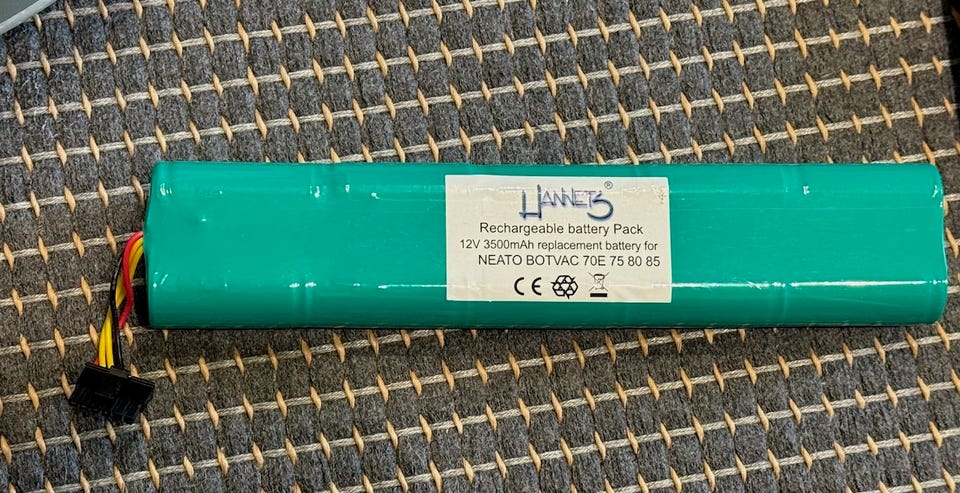 HANNETS®
Rechargeable battery Pack
12V 3500mAh replacement battery for
NEATO BOTVAC 70E 75 80 85
CE